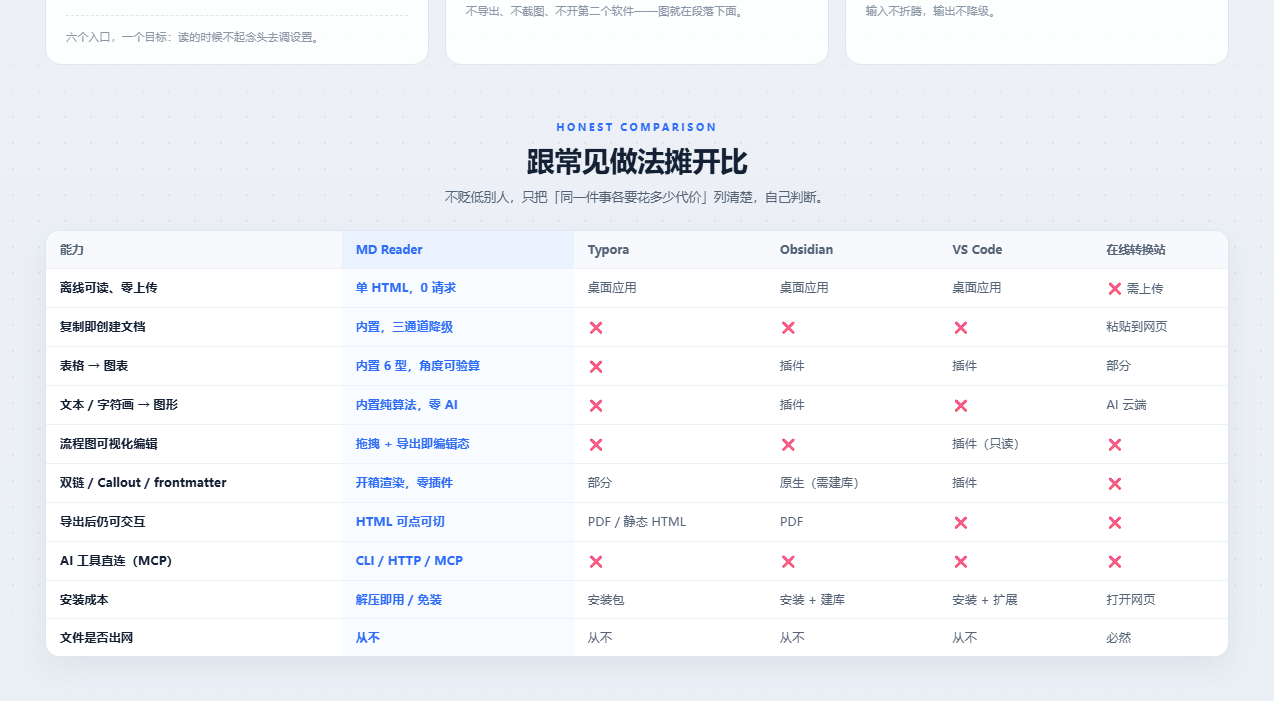 六个入口，一个目标：读的时候不起念头去调设置。
不导出、不截图、不开第二个软件——图就在段落下面。
输入不折腾，输出不降级。
HONEST COMPARISON
跟常见做法摊开比
不贬低别人，只把「同一件事各要花多少代价」列清楚，自己判断。
能力 MD Reader Typora Obsidian VS Code 在线转换站
离线可读、零上传 单 HTML，0 请求 桌面应用 桌面应用 桌面应用 ❌ 需上传
复制即创建文档 内置，三通道降级 ❌ ❌ ❌ 粘贴到网页
表格 → 图表 内置 6 型，角度可验算 ❌ 插件 插件 部分
文本 / 字符画 → 图形 内置纯算法，零 AI ❌ 插件 ❌ AI 云端
流程图可视化编辑 拖拽 + 导出即编辑态 ❌ ❌ 插件（只读） ❌
双链 / Callout / frontmatter 开箱渲染，零插件 部分 原生（需建库） 插件 ❌
导出后仍可交互 HTML 可点可切 PDF / 静态 HTML PDF ❌ ❌
AI 工具直连（MCP） CLI / HTTP / MCP ❌ ❌ ❌ ❌
安装成本 解压即用 / 免装 安装包 安装 + 建库 安装 + 扩展 打开网页
文件是否出网 从不 从不 从不 从不 必然